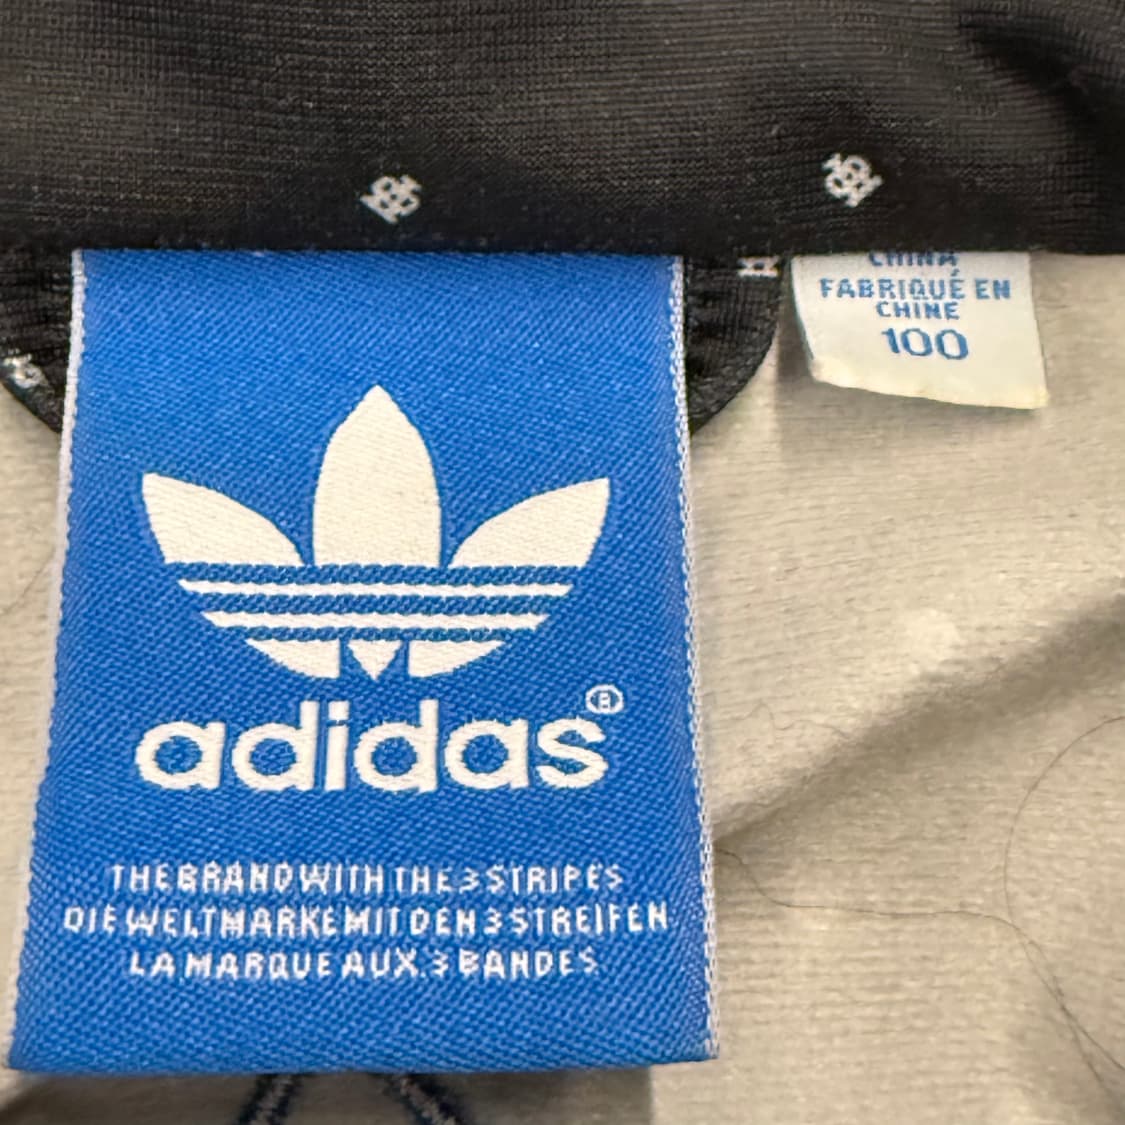 CHINA
FABRIQUÉ EN
CHINE
100
adidas®
THE BRAND WITH THE 3 STRIPES
DIE WELTMARKE MIT DEN 3 STREIFEN
LA MARQUE AUX 3 BANDES